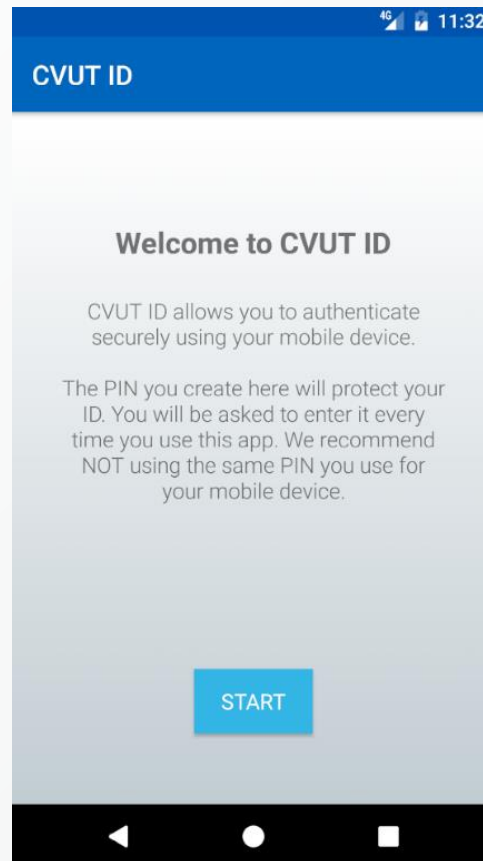 4G 11:32
CVUT ID
Welcome to CVUT ID
CVUT ID allows you to authenticate
securely using your mobile device.
The PIN you create here will protect your
ID. You will be asked to enter it every
time you use this app. We recommend
NOT using the same PIN you use for
your mobile device.
START